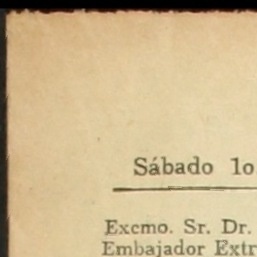 Sábado 1o
Excmo. Sr. Dr.
Embajador Extr